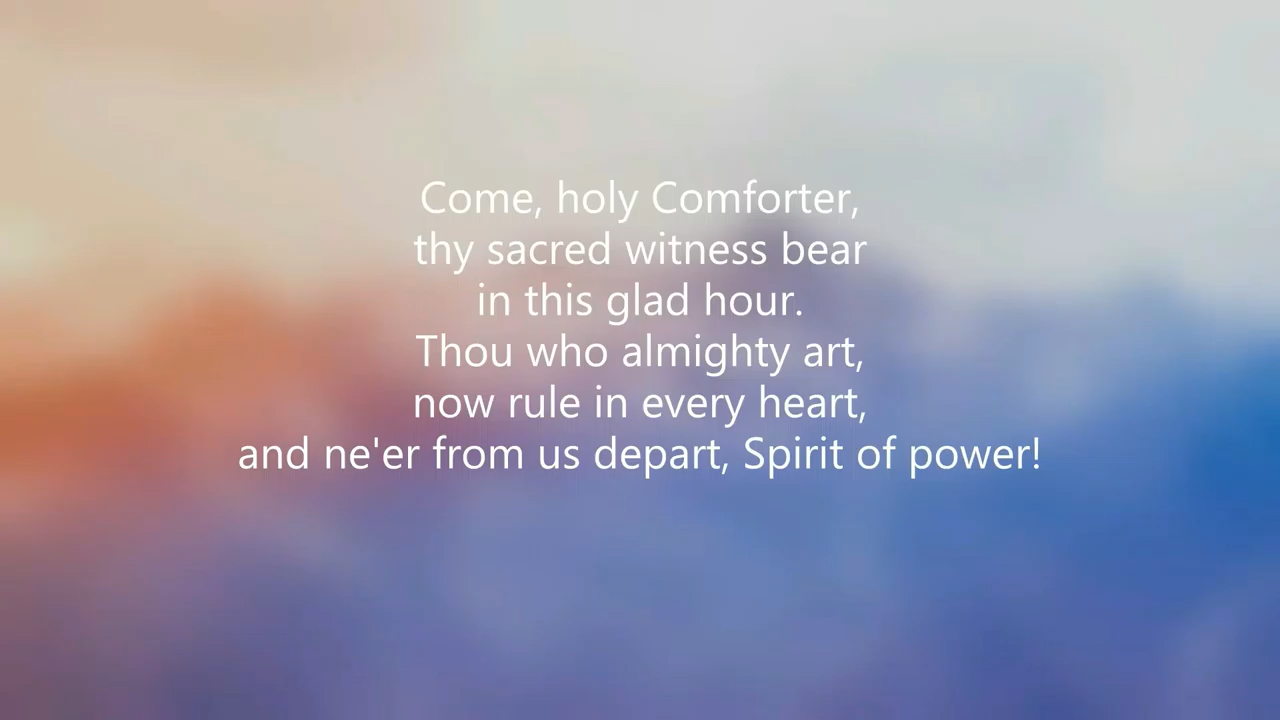 Come, holy Comforter,
thy sacred witness bear
in this glad hour.
Thou who almighty art,
now rule in every heart,
and ne'er from us depart, Spirit of power!